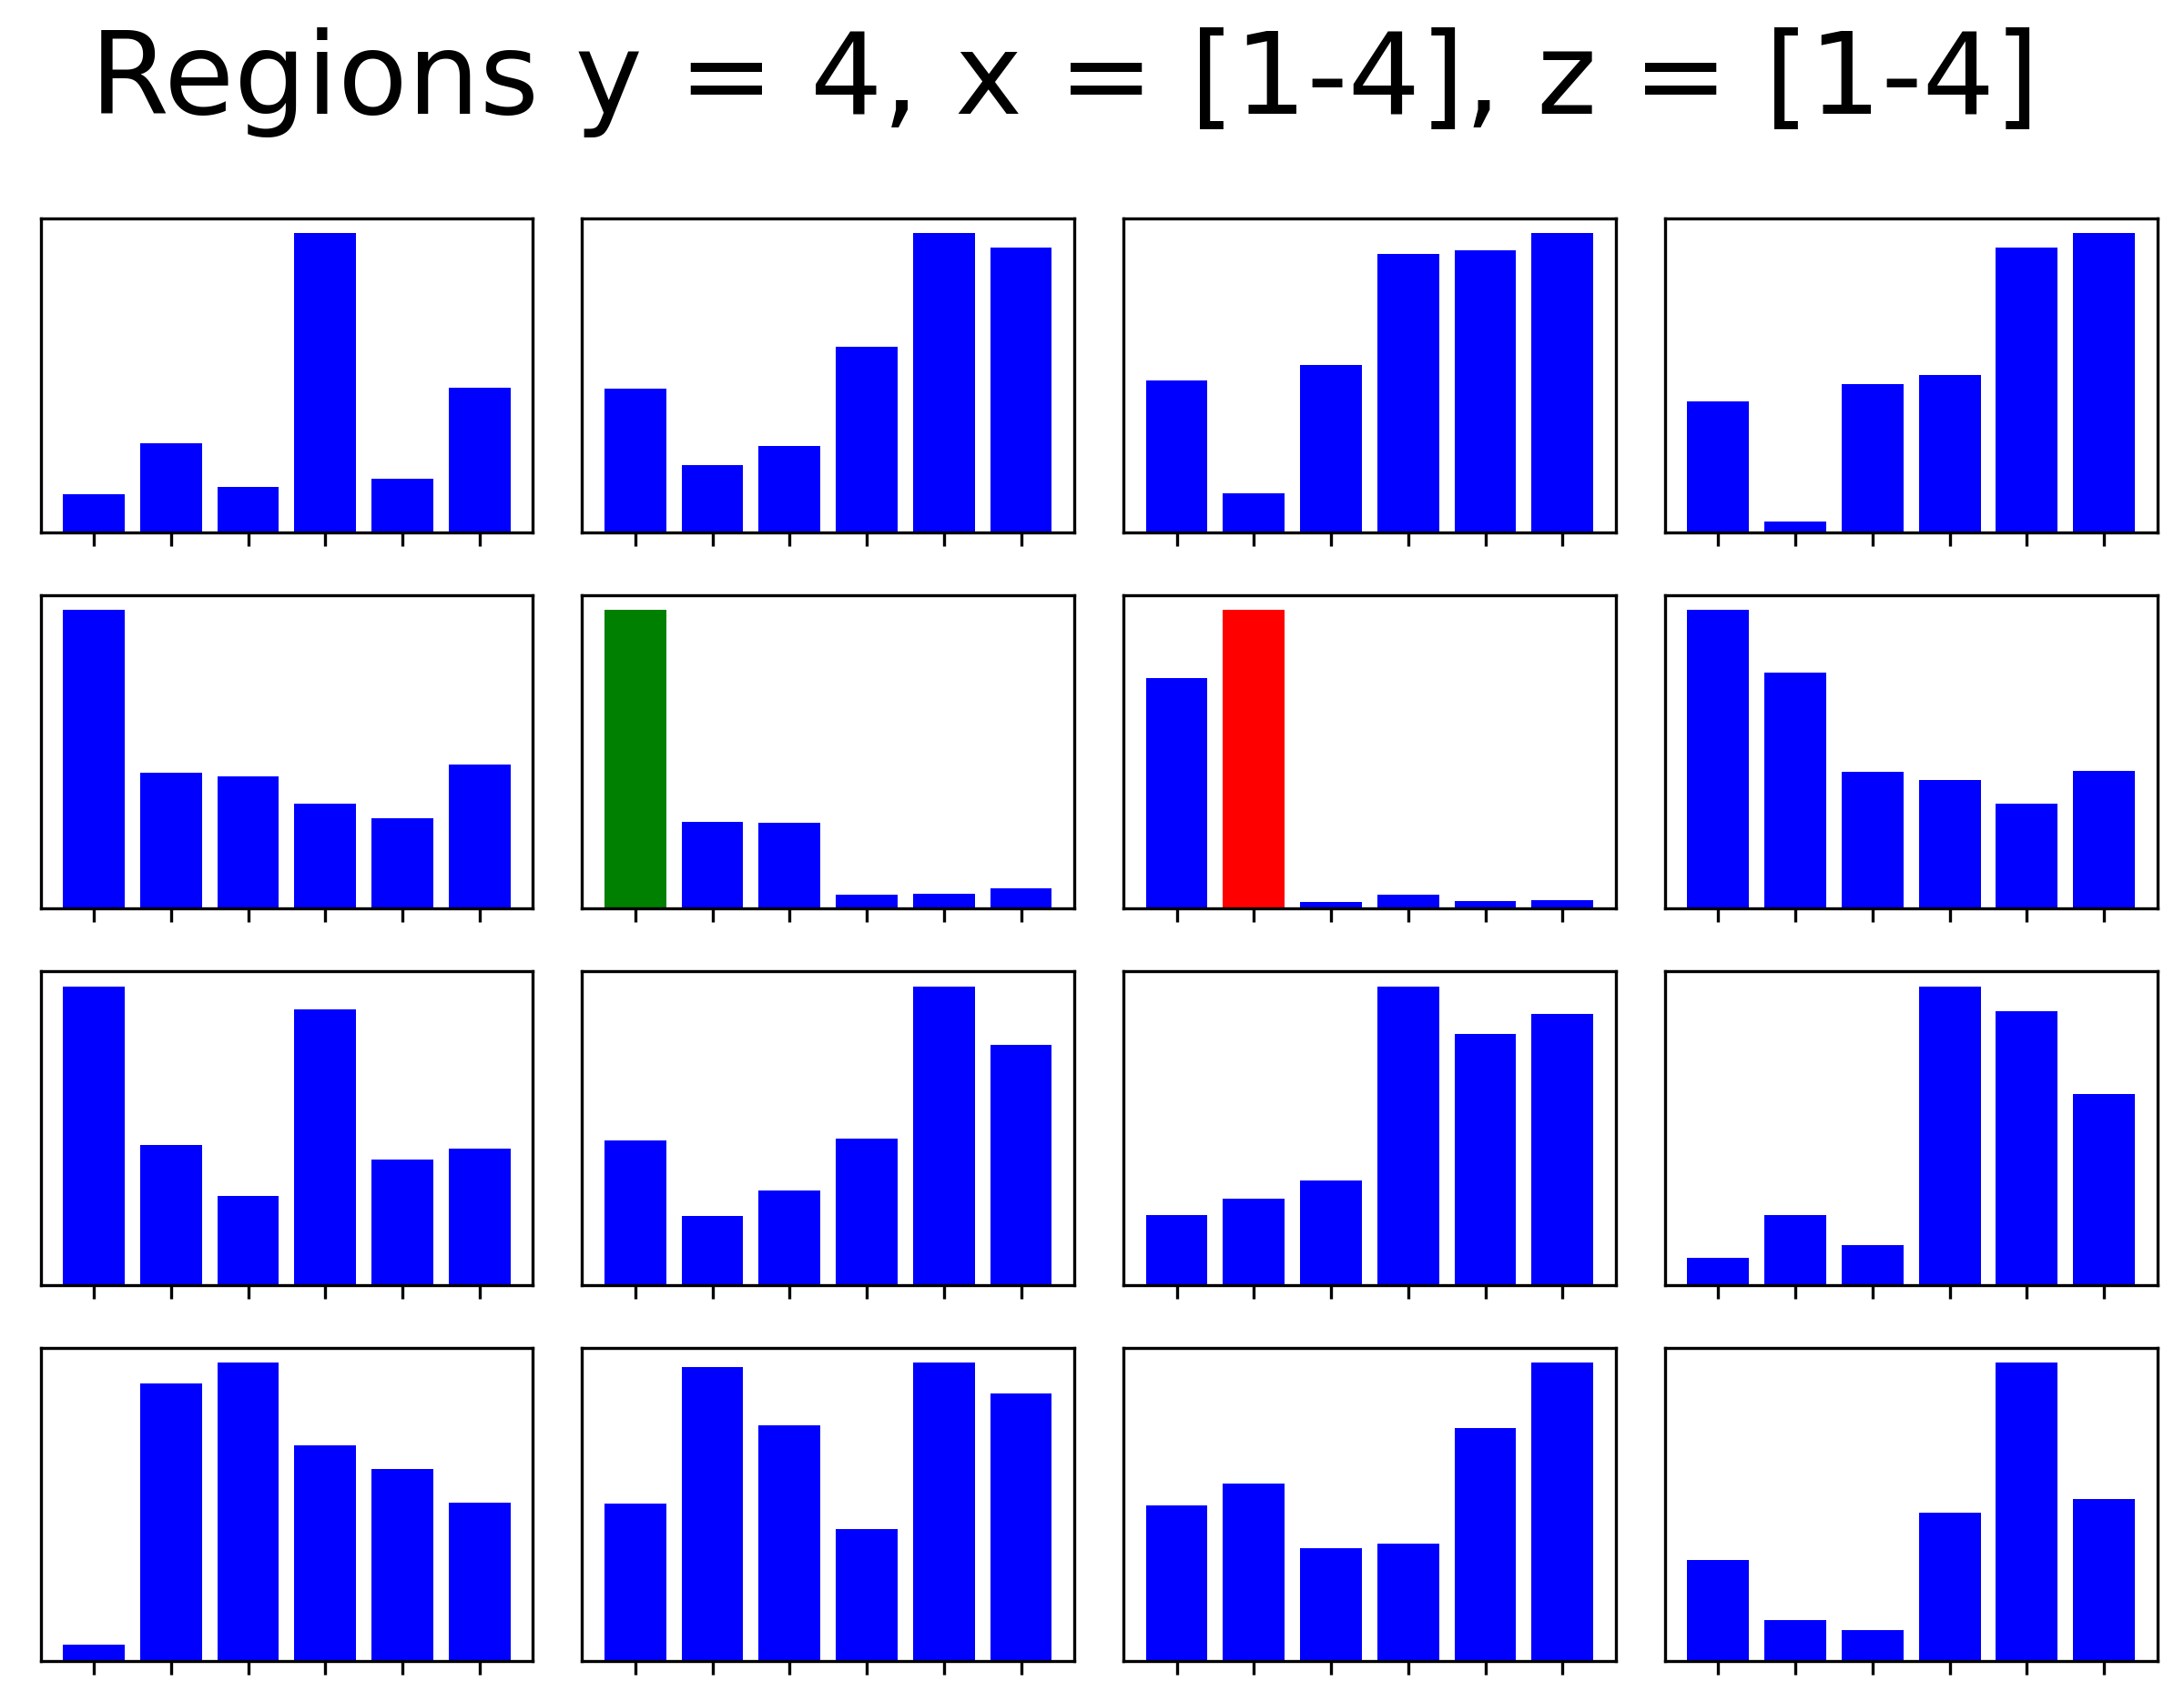 Regions y = 4, x = [1-4], z = [1-4]